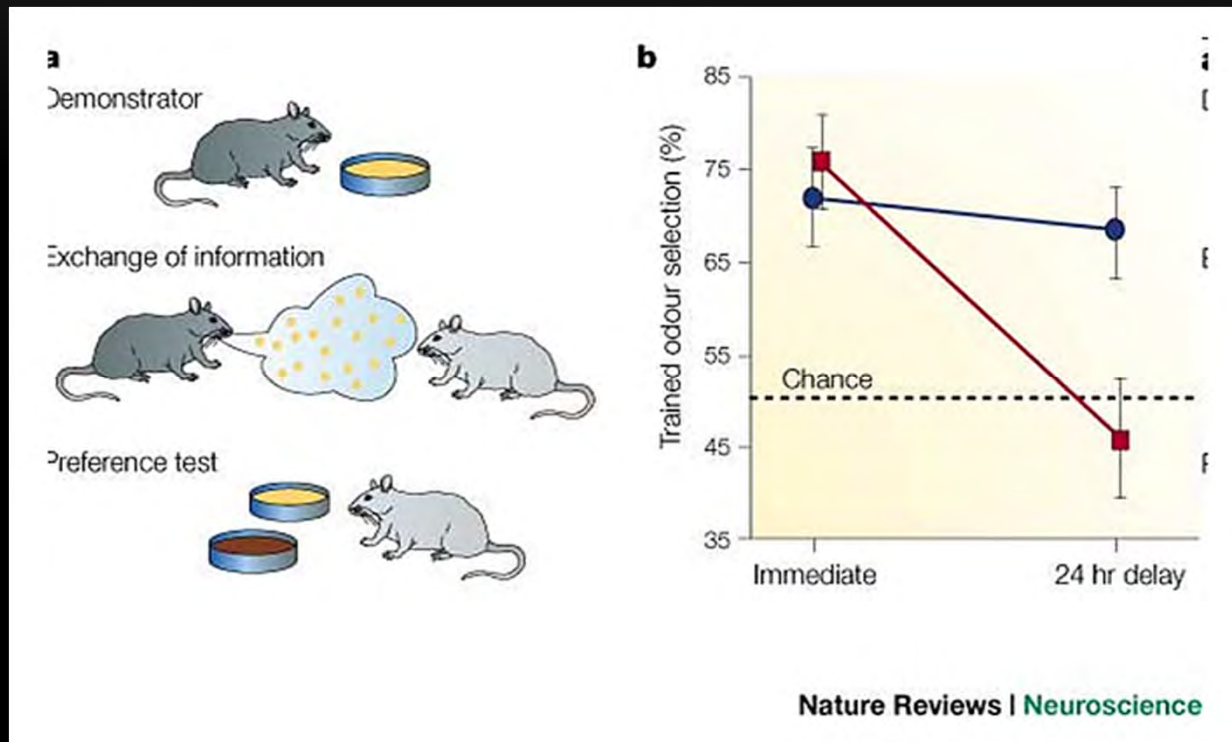 a
Demonstrator
Exchange of information
Preference test
b
85
75
65
55
45
35
Trained odour selection (%)
Chance
Immediate
24 hr delay
Nature Reviews | Neuroscience